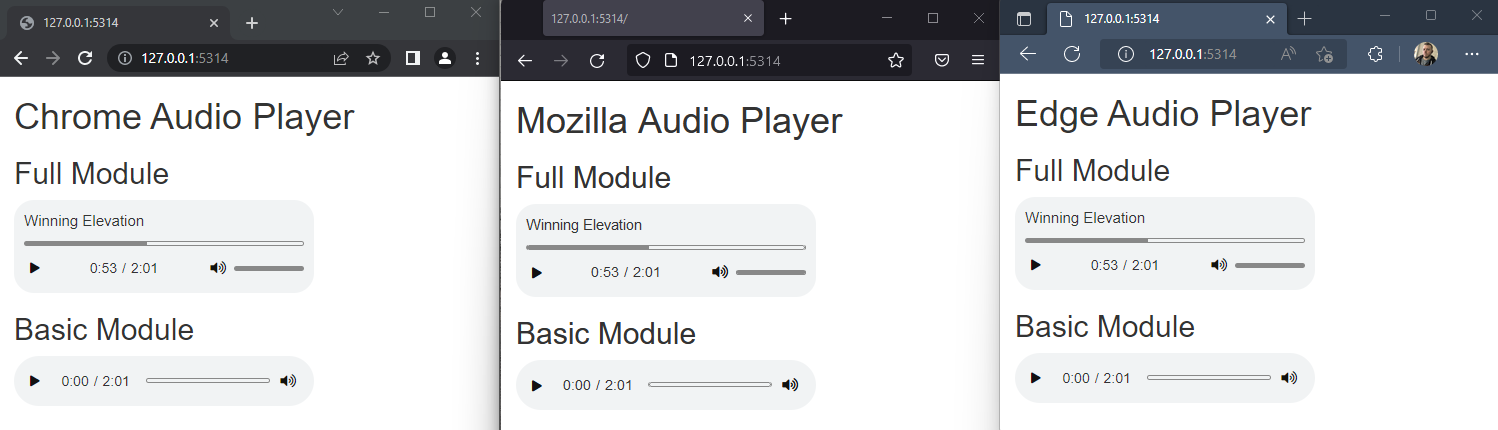 127.0.0.1:5314
127.0.0.1:5314
Chrome Audio Player
Full Module
Winning Elevation
0:53 / 2:01
Basic Module
0:00 / 2:01
127.0.0.1:5314/
127.0.0.1:5314
Mozilla Audio Player
Full Module
Winning Elevation
0:53 / 2:01
Basic Module
0:00 / 2:01
127.0.0.1:5314
127.0.0.1:5314
Edge Audio Player
Full Module
Winning Elevation
0:53 / 2:01
Basic Module
0:00 / 2:01